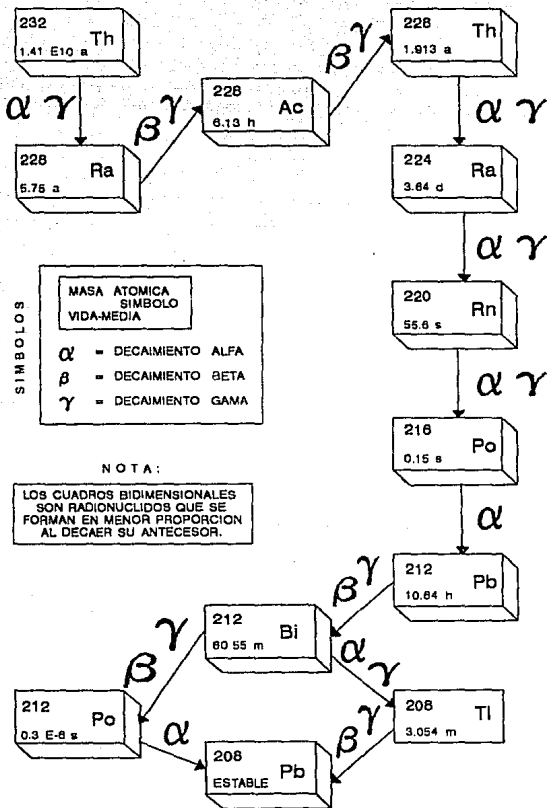 232
Th
1.41 E10 a
α γ
228
Ra
5.75 a
β γ
228
Ac
6.13 h
β γ
228
Th
1.913 a
α γ
224
Ra
3.64 d
α γ
220
Rn
55.6 s
α γ
216
Po
0.15 s
α
212
Pb
10.64 h
β γ
212
Bi
60 55 m
β γ
α γ
212
Po
0.3 E-6 s
α
208
Tl
3.054 m
β γ
208
Pb
ESTABLE
SIMBOLOS
MASA ATOMICA
SIMBOLO
VIDA-MEDIA
α = DECAIMIENTO ALFA
β = DECAIMIENTO BETA
γ = DECAIMIENTO GAMA
NOTA:
LOS CUADROS BIDIMENSIONALES
SON RADIONUCLIDOS QUE SE
FORMAN EN MENOR PROPORCION
AL DECAER SU ANTECESOR.